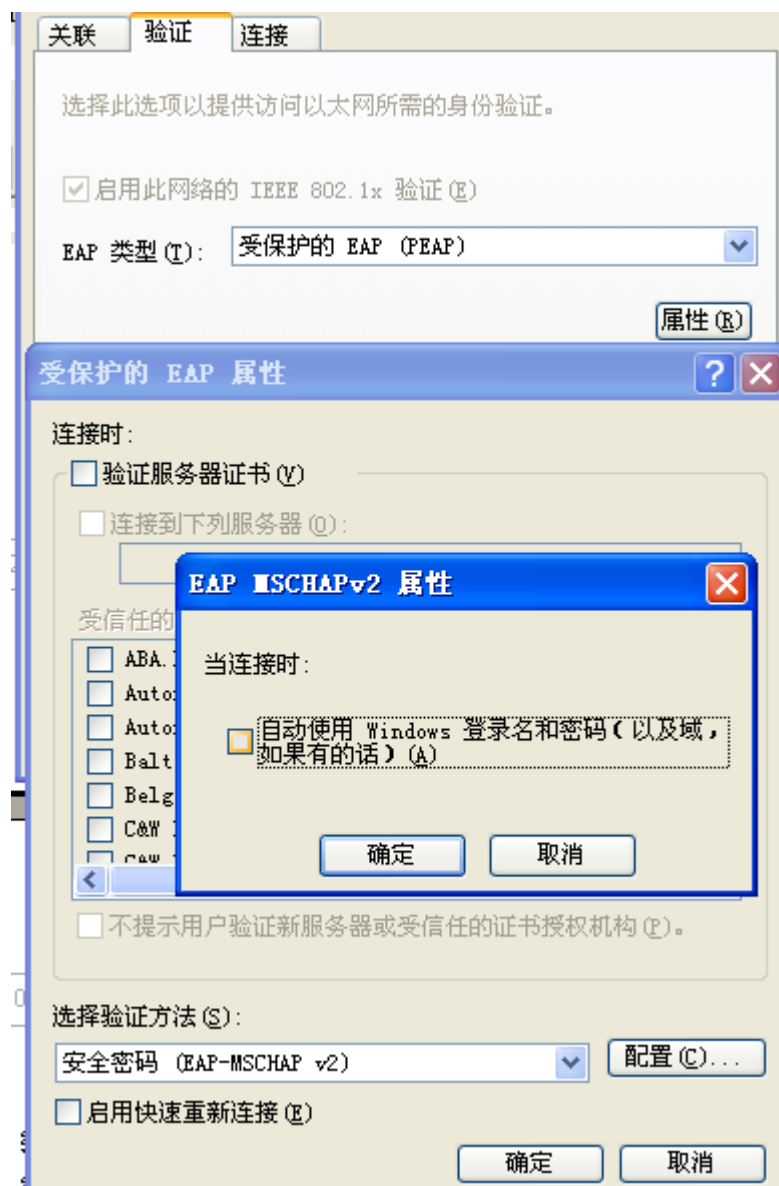 关联 验证 连接
选择此选项以提供访问以太网所需的身份验证。
启用此网络的 IEEE 802.1x 验证(E)
EAP 类型(T): 受保护的 EAP (PEAP)
属性(R)
受保护的 EAP 属性
连接时:
验证服务器证书(V)
连接到下列服务器(O):
EAP MSCHAPv2 属性
受信任的
当连接时:
ABA.
Auto
Auto
自动使用 Windows 登录名和密码(以及域,
如果有的话)(A)
Balt
Belg
C&W
确定 取消
不提示用户验证新服务器或受信任的证书授权机构(P)。
选择验证方法(S):
安全密码 (EAP-MSCHAP v2) 配置(C)...
启用快速重新连接(E)
确定 取消